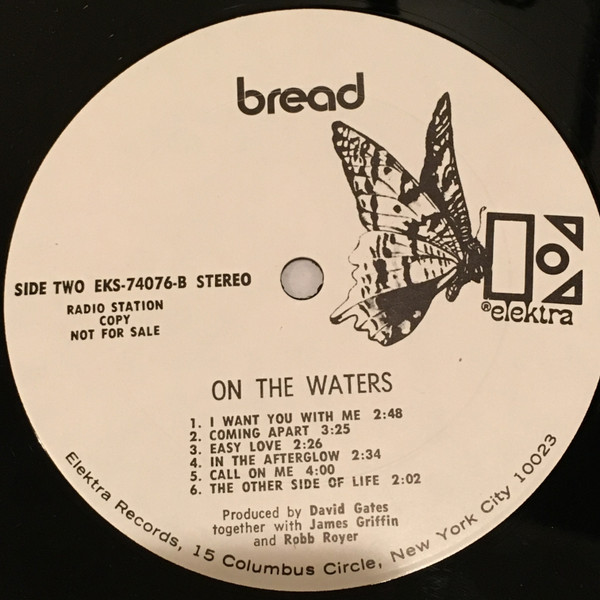 bread
® elektra
SIDE TWO EKS-74076-B STEREO
RADIO STATION
COPY
NOT FOR SALE
ON THE WATERS
1. I WANT YOU WITH ME 2:48
2. COMING APART 3:25
3. EASY LOVE 2:26
4. IN THE AFTERGLOW 2:34
5. CALL ON ME 4:00
6. THE OTHER SIDE OF LIFE 2:02
Produced by David Gates
together with James Griffin
and Robb Royer
Elektra Records, 15 Columbus Circle, New York City 10023